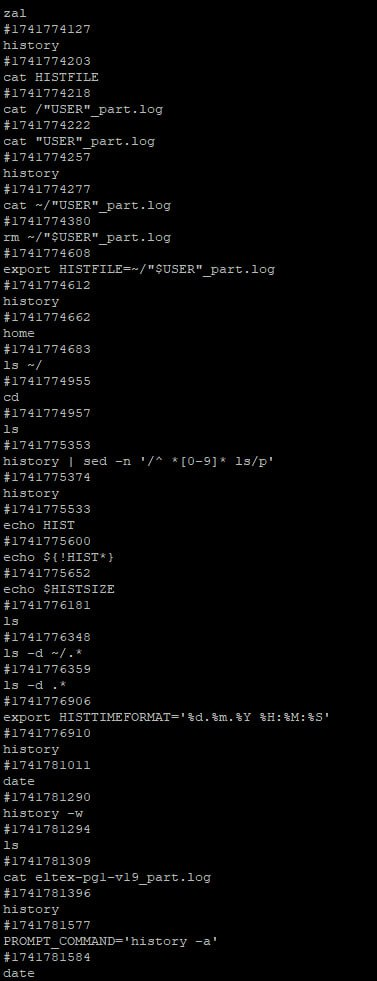 zal
#1741774127
history
#1741774203
cat HISTFILE
#1741774218
cat /"USER"_part.log
#1741774222
cat "USER"_part.log
#1741774257
history
#1741774277
cat ~/"USER"_part.log
#1741774380
rm ~/"$USER"_part.log
#1741774608
export HISTFILE=~/"$USER"_part.log
#1741774612
history
#1741774662
home
#1741774683
ls ~/
#1741774955
cd
#1741774957
ls
#1741775353
history | sed -n '/^ *[0-9]* ls/p'
#1741775374
history
#1741775533
echo HIST
#1741775600
echo ${!HIST*}
#1741775652
echo $HISTSIZE
#1741776181
ls
#1741776348
ls -d ~/.*
#1741776359
ls -d .*
#1741776906
export HISTTIMEFORMAT='%d.%m.%Y %H:%M:%S'
#1741776910
history
#1741781011
date
#1741781290
history -w
#1741781294
ls
#1741781309
cat eltex-pg1-v19_part.log
#1741781396
history
#1741781577
PROMPT_COMMAND='history -a'
#1741781584
date